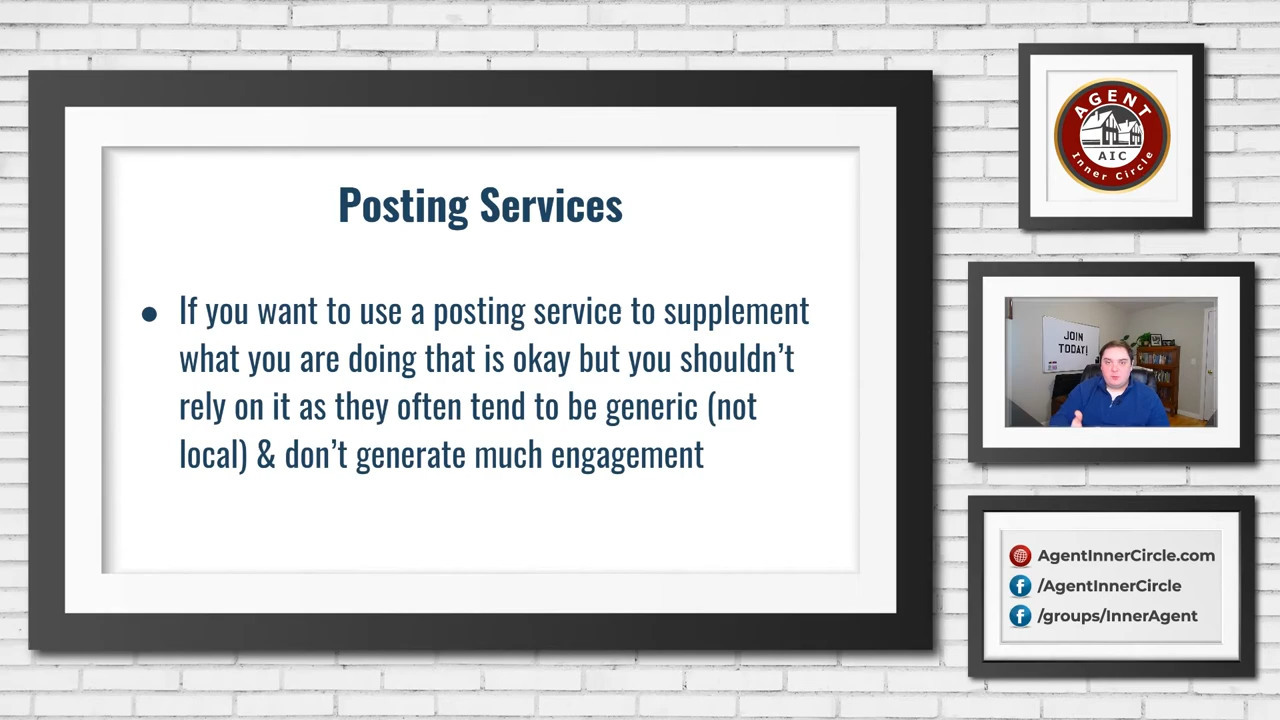 Posting Services
● If you want to use a posting service to supplement
what you are doing that is okay but you shouldn’t
rely on it as they often tend to be generic (not
local) & don’t generate much engagement
AGENT
AIC
Inner Circle
JOIN
TODAY!
AgentInnerCircle.com
/AgentInnerCircle
/groups/InnerAgent